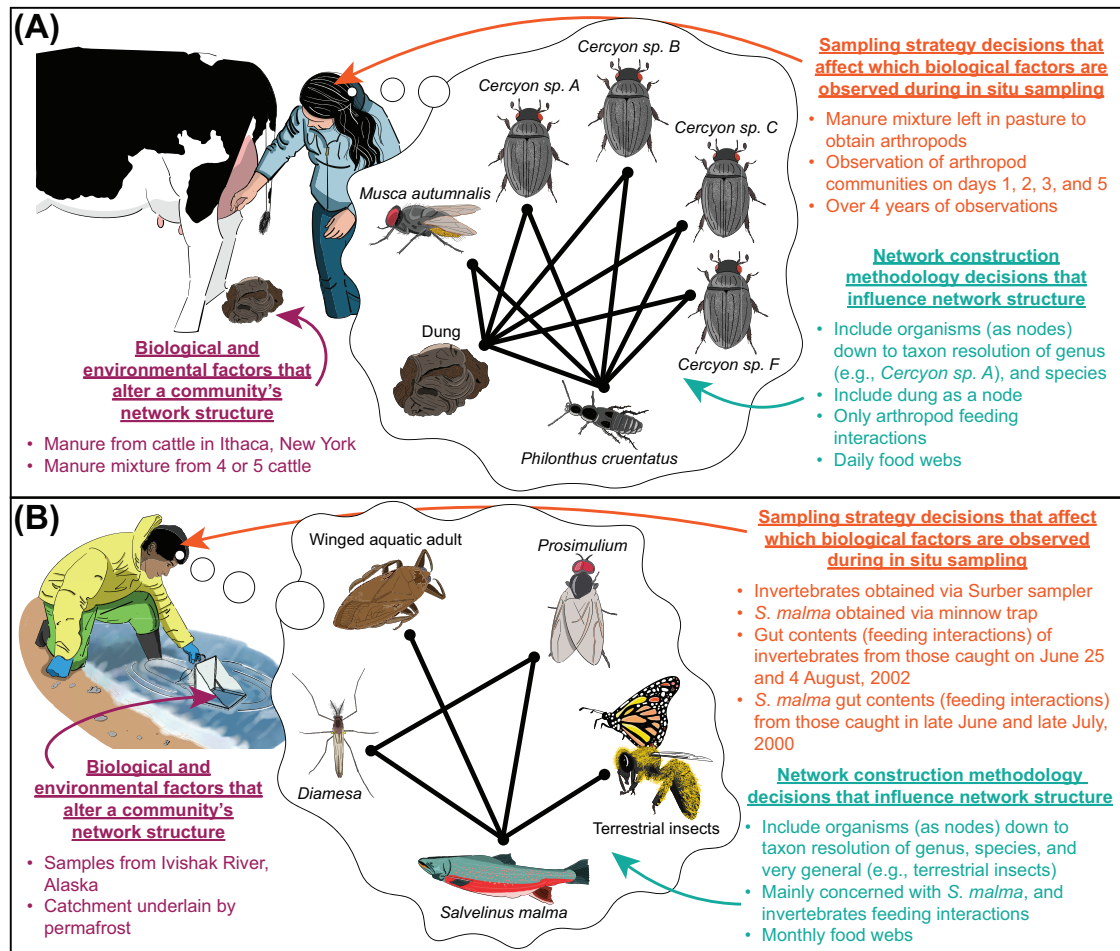 (A)
Cercyon sp. B
Cercyon sp. A
Cercyon sp. C
Musca autumnalis
Dung
Cercyon sp. F
Philonthus cruentatus
Sampling strategy decisions that
affect which biological factors are
observed during in situ sampling
• Manure mixture left in pasture to
obtain arthropods
• Observation of arthropod
communities on days 1, 2, 3, and 5
• Over 4 years of observations
Network construction
methodology decisions that
influence network structure
• Include organisms (as nodes)
down to taxon resolution of genus
(e.g., Cercyon sp. A), and species
• Include dung as a node
• Only arthropod feeding
interactions
• Daily food webs
Biological and
environmental factors that
alter a community's
network structure
• Manure from cattle in Ithaca, New York
• Manure mixture from 4 or 5 cattle
(B)
Winged aquatic adult
Prosimulium
Diamesa
Terrestrial insects
Salvelinus malma
Sampling strategy decisions that affect
which biological factors are observed
during in situ sampling
• Invertebrates obtained via Surber sampler
• S. malma obtained via minnow trap
• Gut contents (feeding interactions) of
invertebrates from those caught on June 25
and 4 August, 2002
• S. malma gut contents (feeding interactions)
from those caught in late June and late July,
2000
Network construction methodology
decisions that influence network structure
• Include organisms (as nodes) down to
taxon resolution of genus, species, and
very general (e.g., terrestrial insects)
• Mainly concerned with S. malma, and
invertebrates feeding interactions
• Monthly food webs
Biological and
environmental factors that
alter a community's
network structure
• Samples from Ivishak River,
Alaska
• Catchment underlain by
permafrost